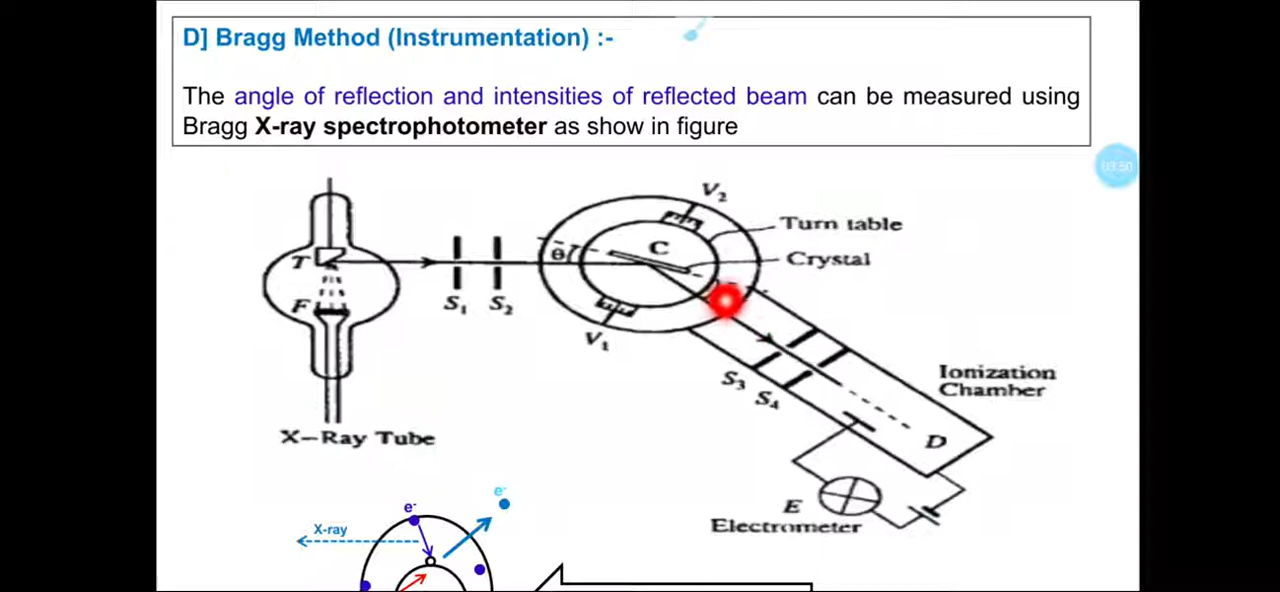 D] Bragg Method (Instrumentation) :-
The angle of reflection and intensities of reflected beam can be measured using
Bragg X-ray spectrophotometer as show in figure
03:50
V2
Turn table
T
θ
C
Crystal
F
S1 S2
V1
S3
S4
Ionization
Chamber
D
X-Ray Tube
E
Electrometer
e-
e-
X-ray